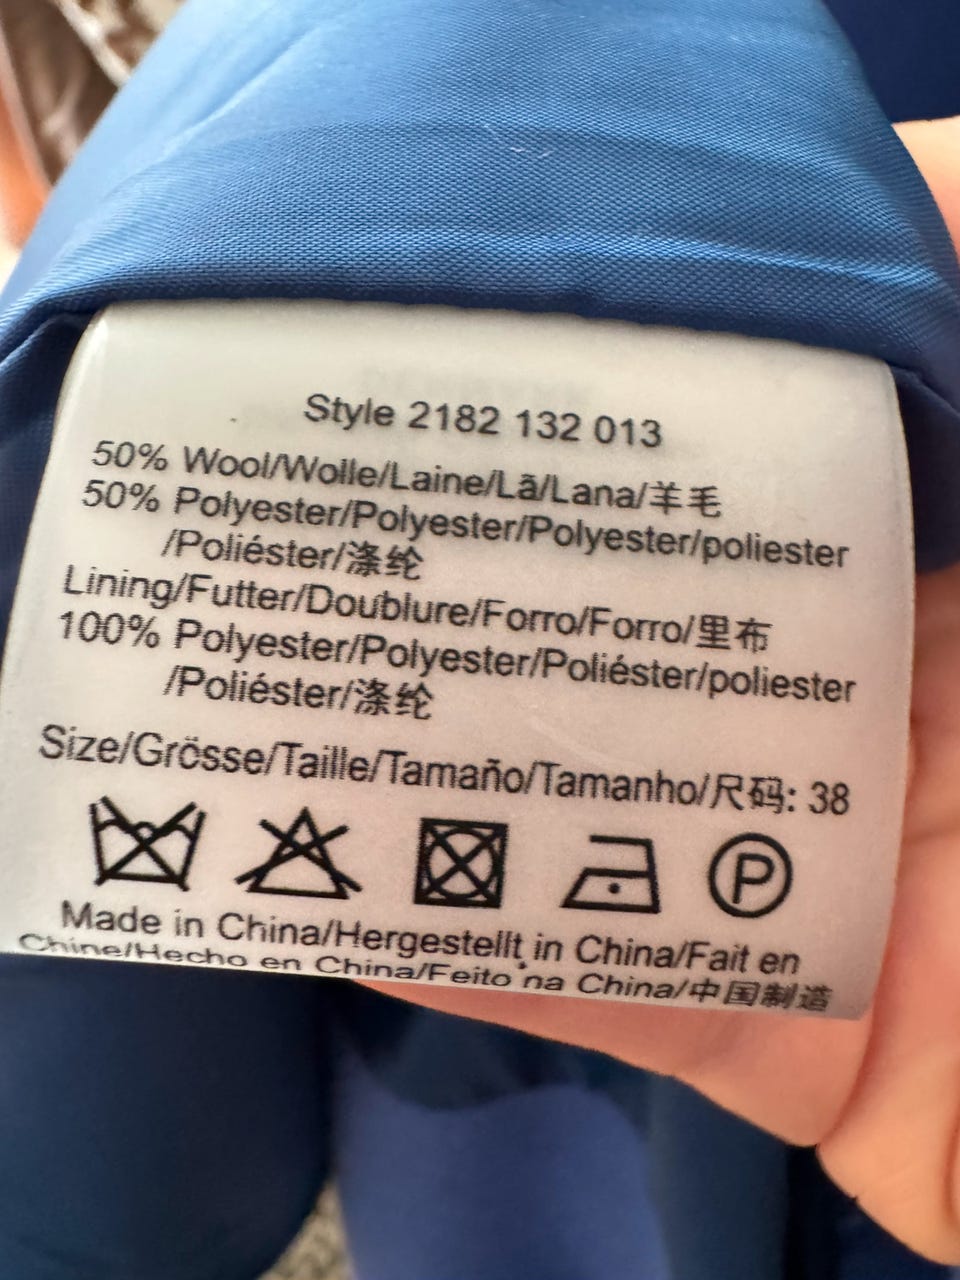 Style 2182 132 013
50% Wool/Wolle/Laine/Lã/Lana/羊毛
50% Polyester/Polyester/Polyester/poliester
/Poliéster/涤纶
Lining/Futter/Doublure/Forro/Forro/里布
100% Polyester/Polyester/Poliéster/poliester
/Poliéster/涤纶
Size/Grösse/Taille/Tamaño/Tamanho/尺码: 38
P
Made in China/Hergestellt in China/Fait en
Chine/Hecho en China/Feito na China/中国制造